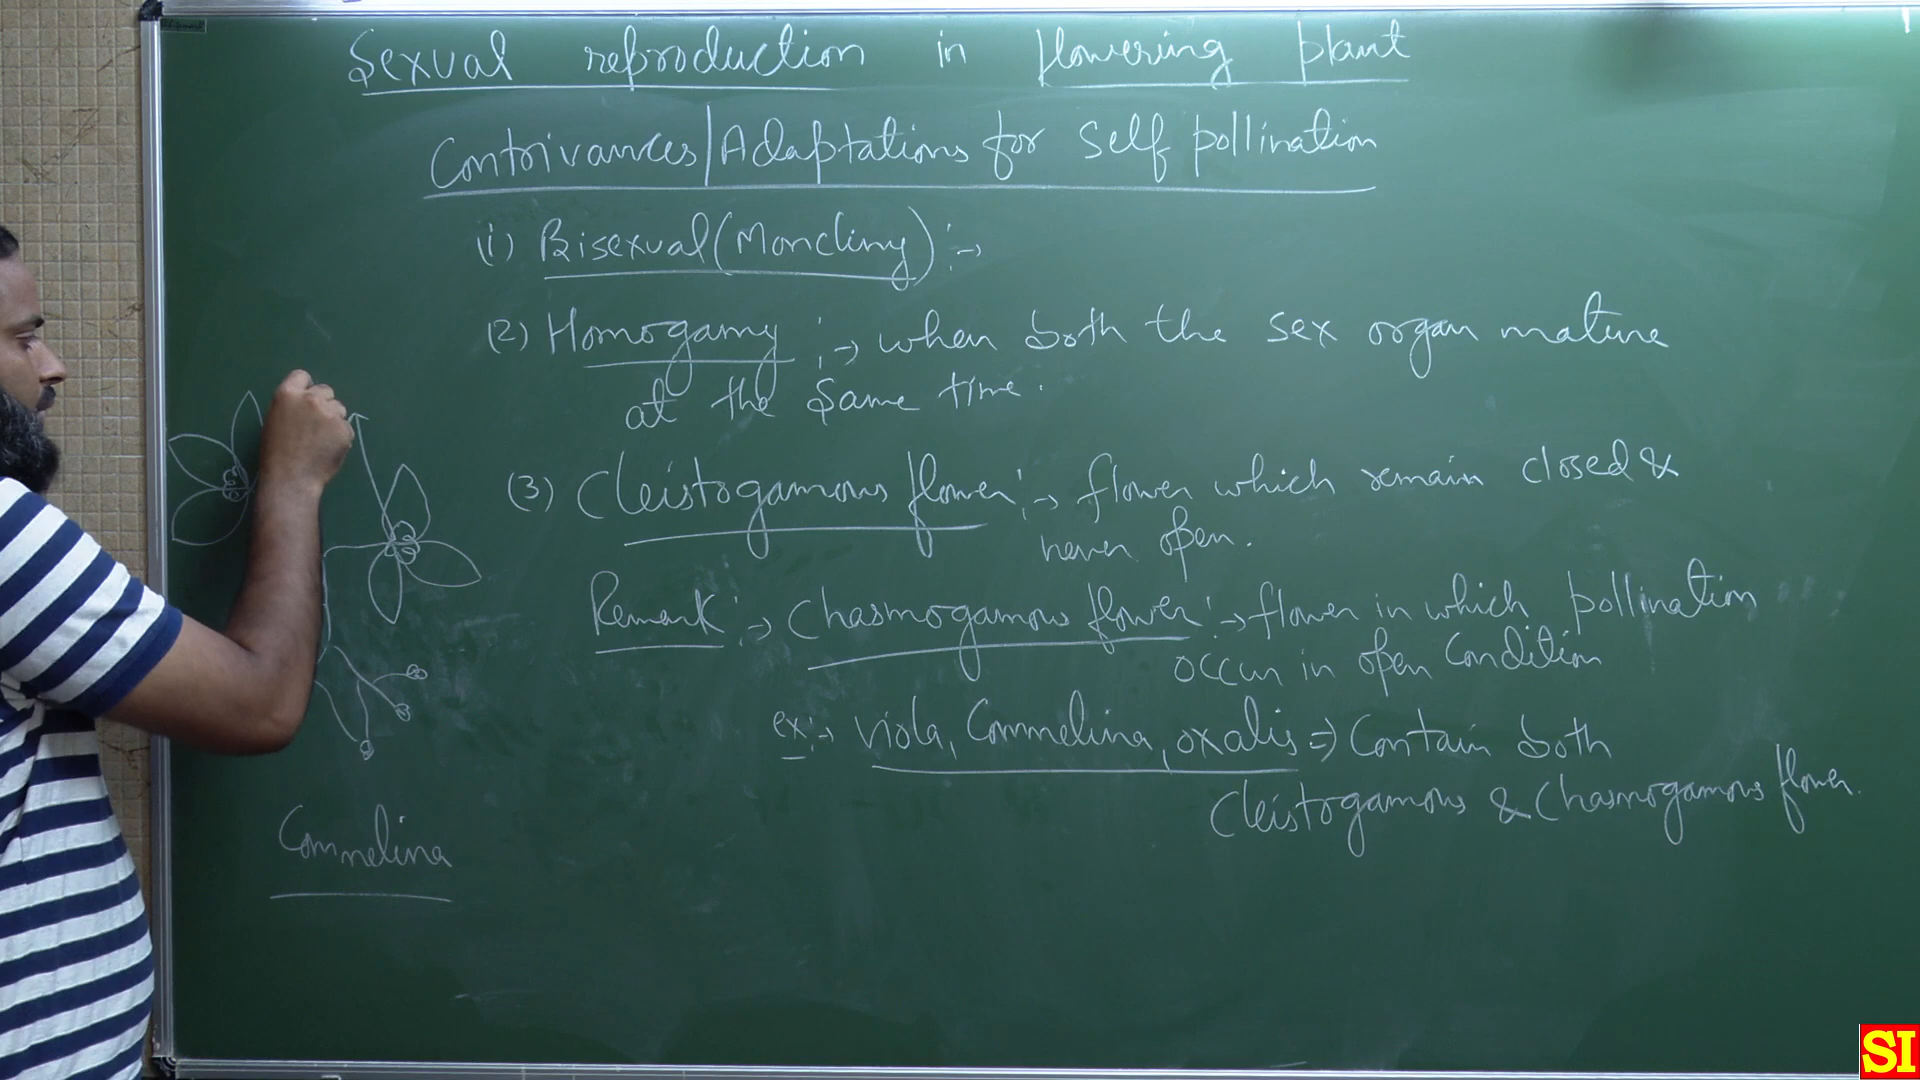 Sexual reproduction in flowering plant
Contrivances/Adaptations for Self pollination
(i) Bisexual (Monocliny) :→
(2) Homogamy :→ when both the sex organ mature
at the same time.
(3) Cleistogamous flower :→ flower which remain closed &
never open.
Remark :→ Chasmogamous flower :→ flower in which pollination
occur in open condition
ex :→ viola, Commelina, oxalis ⇒ Contain both
Cleistogamous & Chasmogamous flower.
Commelina
SI